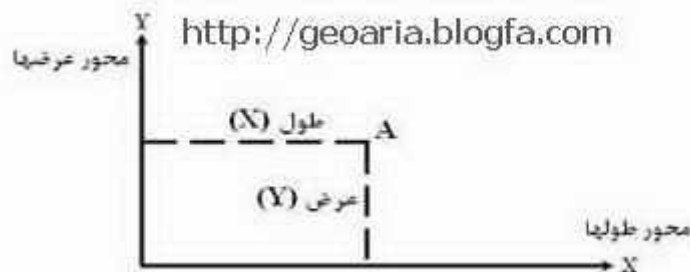 Y
http://geoaria.blogfa.com
محور عرضها
طول (X)
A
عرض (Y)
محور طولها
X